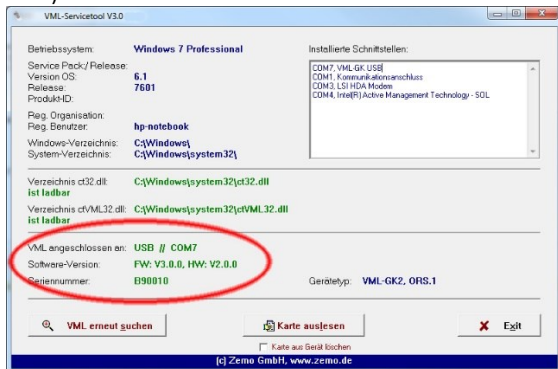 VML-Servicetool V3.0
Betriebssystem: Windows 7 Professional
Installierte Schnittstellen:
Service Pack:/ Release:
Version OS: 6.1
Release: 7601
Produkt-ID:
COM7, VML-GK USB
COM1, Kommunikationsanschluss
COM3, LSI HDA Modem
COM4, Intel(R) Active Management Technology - SOL
Reg. Organisation:
Reg. Benutzer: hp-notebook
Windows-Verzeichnis: C:\Windows\
System-Verzeichnis: C:\Windows\system32\
Verzeichnis ct32.dll: C:\Windows\system32\ct32.dll
ist ladbar
Verzeichnis ctVML32.dll: C:\Windows\system32\ctVML32.dll
ist ladbar
VML angeschlossen an: USB // COM7
Software-Version: FW: V3.0.0, HW: V2.0.0
Seriennummer: B90010
Gerätetyp: VML-GK2, ORS.1
VML erneut suchen
Karte auslesen
Exit
Karte aus Gerät löschen
(c) Zemo GmbH, www.zemo.de